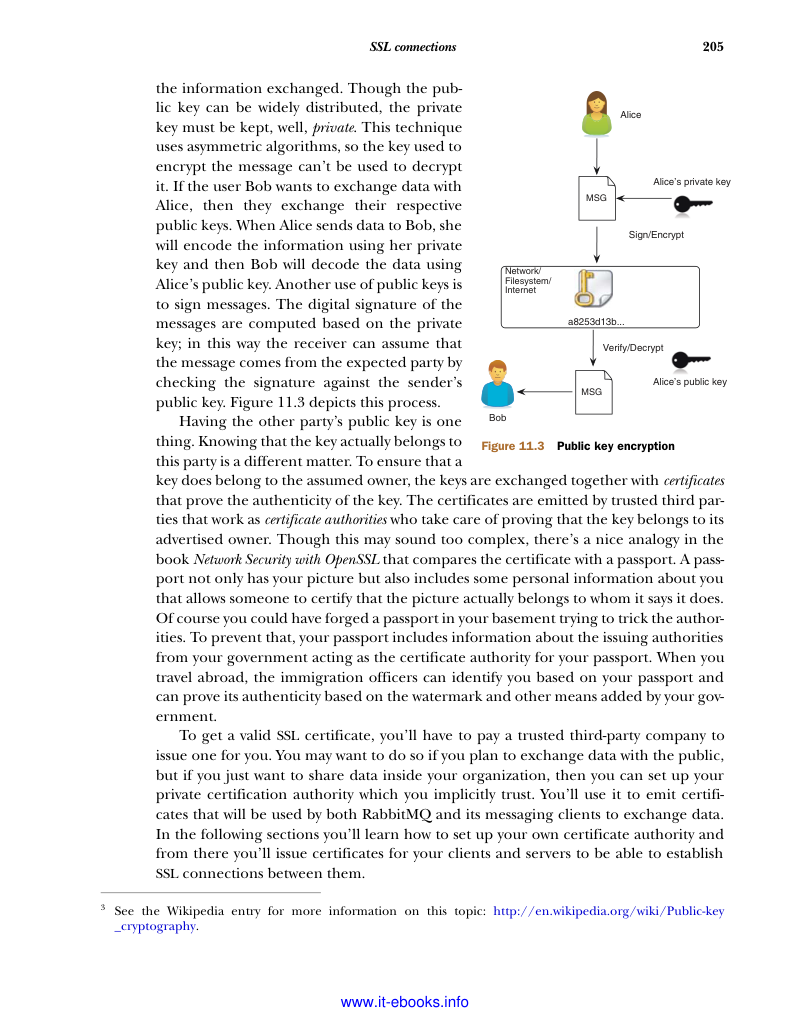 SSL connections 205
the information exchanged. Though the pub-
lic key can be widely distributed, the private
key must be kept, well, private. This technique
uses asymmetric algorithms, so the key used to
encrypt the message can't be used to decrypt
it. If the user Bob wants to exchange data with
Alice, then they exchange their respective
public keys. When Alice sends data to Bob, she
will encode the information using her private
key and then Bob will decode the data using
Alice's public key. Another use of public keys is
to sign messages. The digital signature of the
messages are computed based on the private
key; in this way the receiver can assume that
the message comes from the expected party by
checking the signature against the sender's
public key. Figure 11.3 depicts this process.
Having the other party's public key is one
thing. Knowing that the key actually belongs to
this party is a different matter. To ensure that a
Alice
Alice's private key
MSG
Sign/Encrypt
Network/
Filesystem/
Internet
a8253d13b...
Verify/Decrypt
Alice's public key
MSG
Bob
Figure 11.3 Public key encryption
key does belong to the assumed owner, the keys are exchanged together with certificates
that prove the authenticity of the key. The certificates are emitted by trusted third par-
ties that work as certificate authorities who take care of proving that the key belongs to its
advertised owner. Though this may sound too complex, there's a nice analogy in the
book Network Security with OpenSSL that compares the certificate with a passport. A pass-
port not only has your picture but also includes some personal information about you
that allows someone to certify that the picture actually belongs to whom it says it does.
Of course you could have forged a passport in your basement trying to trick the author-
ities. To prevent that, your passport includes information about the issuing authorities
from your government acting as the certificate authority for your passport. When you
travel abroad, the immigration officers can identify you based on your passport and
can prove its authenticity based on the watermark and other means added by your gov-
ernment.
To get a valid SSL certificate, you'll have to pay a trusted third-party company to
issue one for you. You may want to do so if you plan to exchange data with the public,
but if you just want to share data inside your organization, then you can set up your
private certification authority which you implicitly trust. You'll use it to emit certifi-
cates that will be used by both RabbitMQ and its messaging clients to exchange data.
In the following sections you'll learn how to set up your own certificate authority and
from there you'll issue certificates for your clients and servers to be able to establish
SSL connections between them.
3 See the Wikipedia entry for more information on this topic: http://en.wikipedia.org/wiki/Public-key
_cryptography.
www.it-ebooks.info